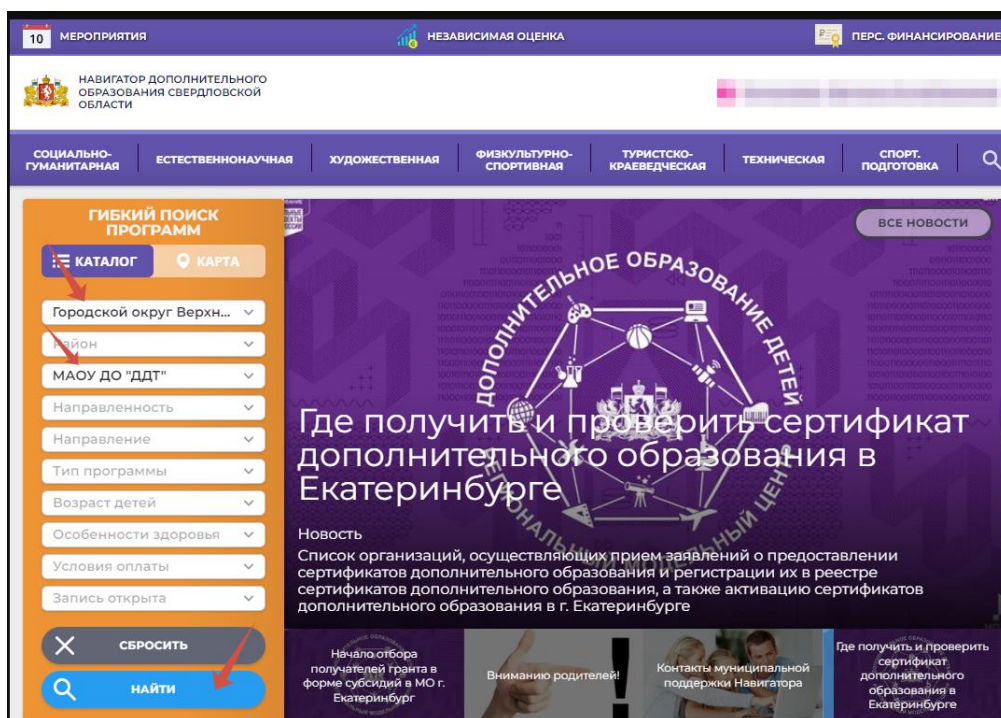 10 МЕРОПРИЯТИЯ
НЕЗАВИСИМАЯ ОЦЕНКА
ПЕРС. ФИНАНСИРОВАНИЕ
НАВИГАТОР ДОПОЛНИТЕЛЬНОГО
ОБРАЗОВАНИЯ СВЕРДЛОВСКОЙ
ОБЛАСТИ
СОЦИАЛЬНО-
ГУМАНИТАРНАЯ
ЕСТЕСТВЕННОНАУЧНАЯ
ХУДОЖЕСТВЕННАЯ
ФИЗКУЛЬТУРНО-
СПОРТИВНАЯ
ТУРИСТСКО-
КРАЕВЕДЧЕСКАЯ
ТЕХНИЧЕСКАЯ
СПОРТ.
ПОДГОТОВКА
ГИБКИЙ ПОИСК
ПРОГРАММ
КАТАЛОГ
КАРТА
Городской округ Верхн...
Район
МАОУ ДО "ДДТ"
Направленность
Направление
Тип программы
Возраст детей
Особенности здоровья
Условия оплаты
Запись открыта
СБРОСИТЬ
НАЙТИ
ВСЕ НОВОСТИ
ДОПОЛНИТЕЛЬНОЕ ОБРАЗОВАНИЕ ДЕТЕЙ
РЕГИОНАЛЬНЫЙ МОДЕЛЬНЫЙ ЦЕНТР
Где получить и проверить сертификат
дополнительного образования в
Екатеринбурге
Новость
Список организаций, осуществляющих прием заявлений о предоставлении
сертификатов дополнительного образования и регистрации их в реестре
сертификатов дополнительного образования, а также активацию сертификатов
дополнительного образования в г. Екатеринбурге
Начало отбора
получателей гранта в
форме субсидий в МО г.
Екатеринбург
Вниманию родителей!
Контакты муниципальной
поддержки Навигатора
Где получить и проверить
сертификат
дополнительного
образования в
Екатеринбурге